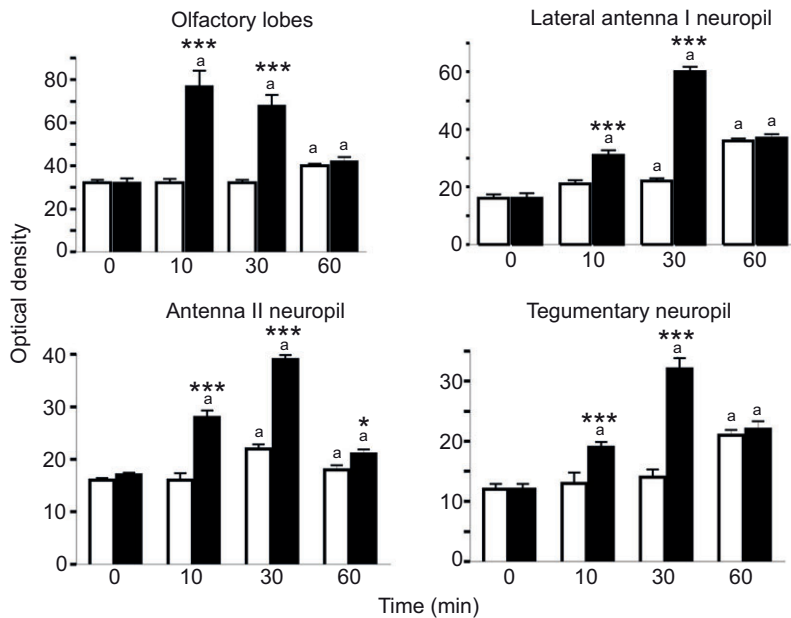 Olfactory lobes
Lateral antenna I neuropil
*** *** ***
a a a a
80
60
40
20
0
0 10 30 60
*** ***
a a a a a
60
40
20
0
0 10 30 60
Optical density
Antenna II neuropil
Tegumentary neuropil
*** *** *
a a a a a
40
30
20
10
0
0 10 30 60
*** ***
a a a a
30
20
10
0
0 10 30 60
Time (min)